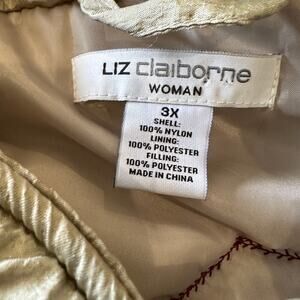 LIZ claiborne
WOMAN
3X
SHELL:
100% NYLON
LINING:
100% POLYESTER
FILLING:
100% POLYESTER
MADE IN CHINA